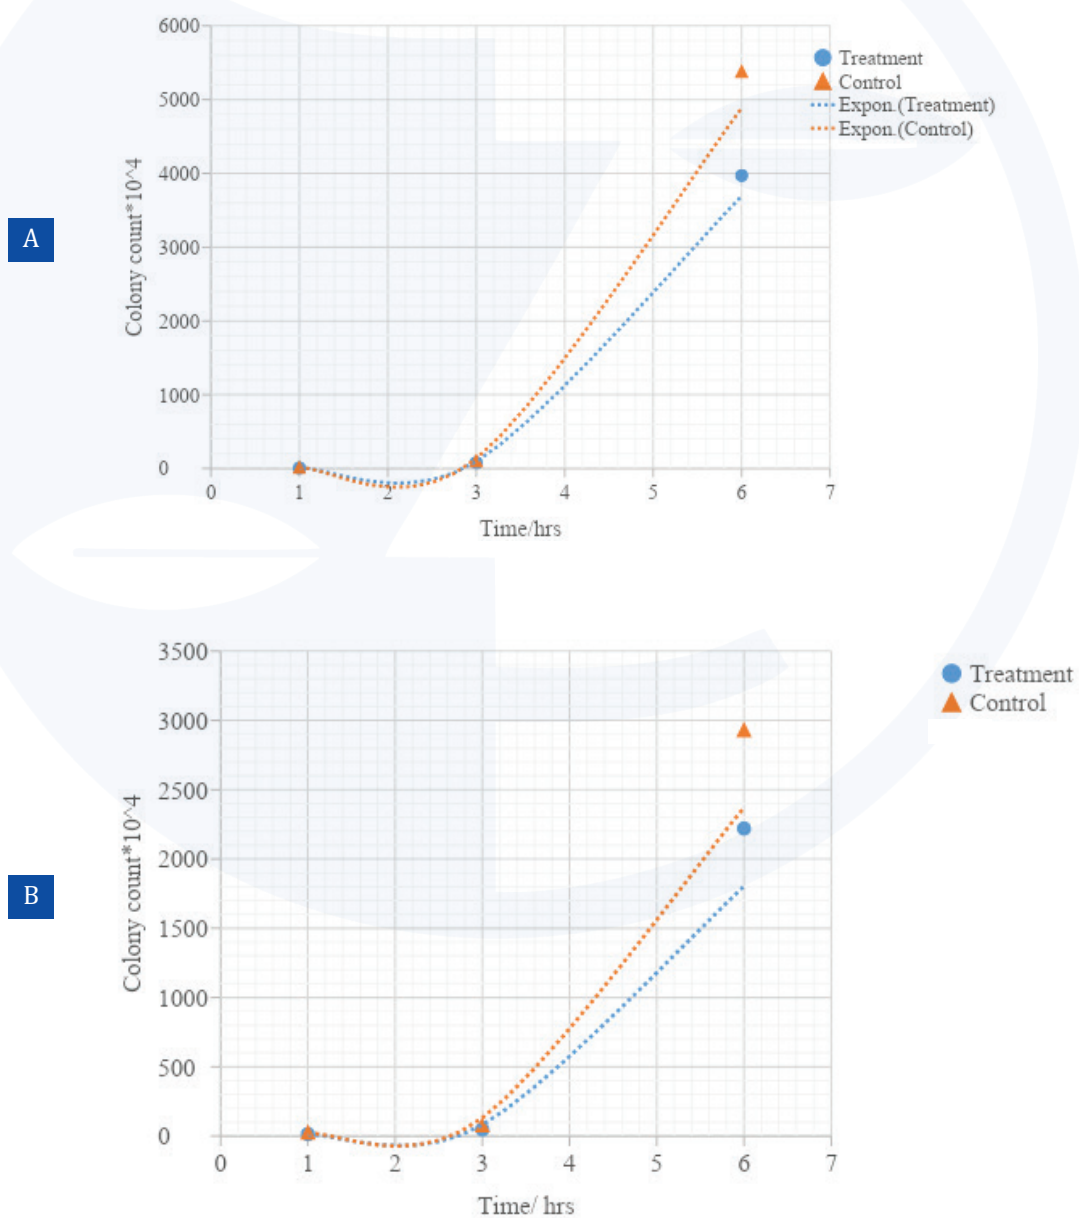 6000
5000
4000
3000
2000
1000
0
0 1 2 3 4 5 6 7
Colony count*10^4
Time/hrs
Treatment
Control
Expon.(Treatment)
Expon.(Control)
A
3500
3000
2500
2000
1500
1000
500
0
0 1 2 3 4 5 6 7
Colony count*10^4
Time/ hrs
Treatment
Control
B